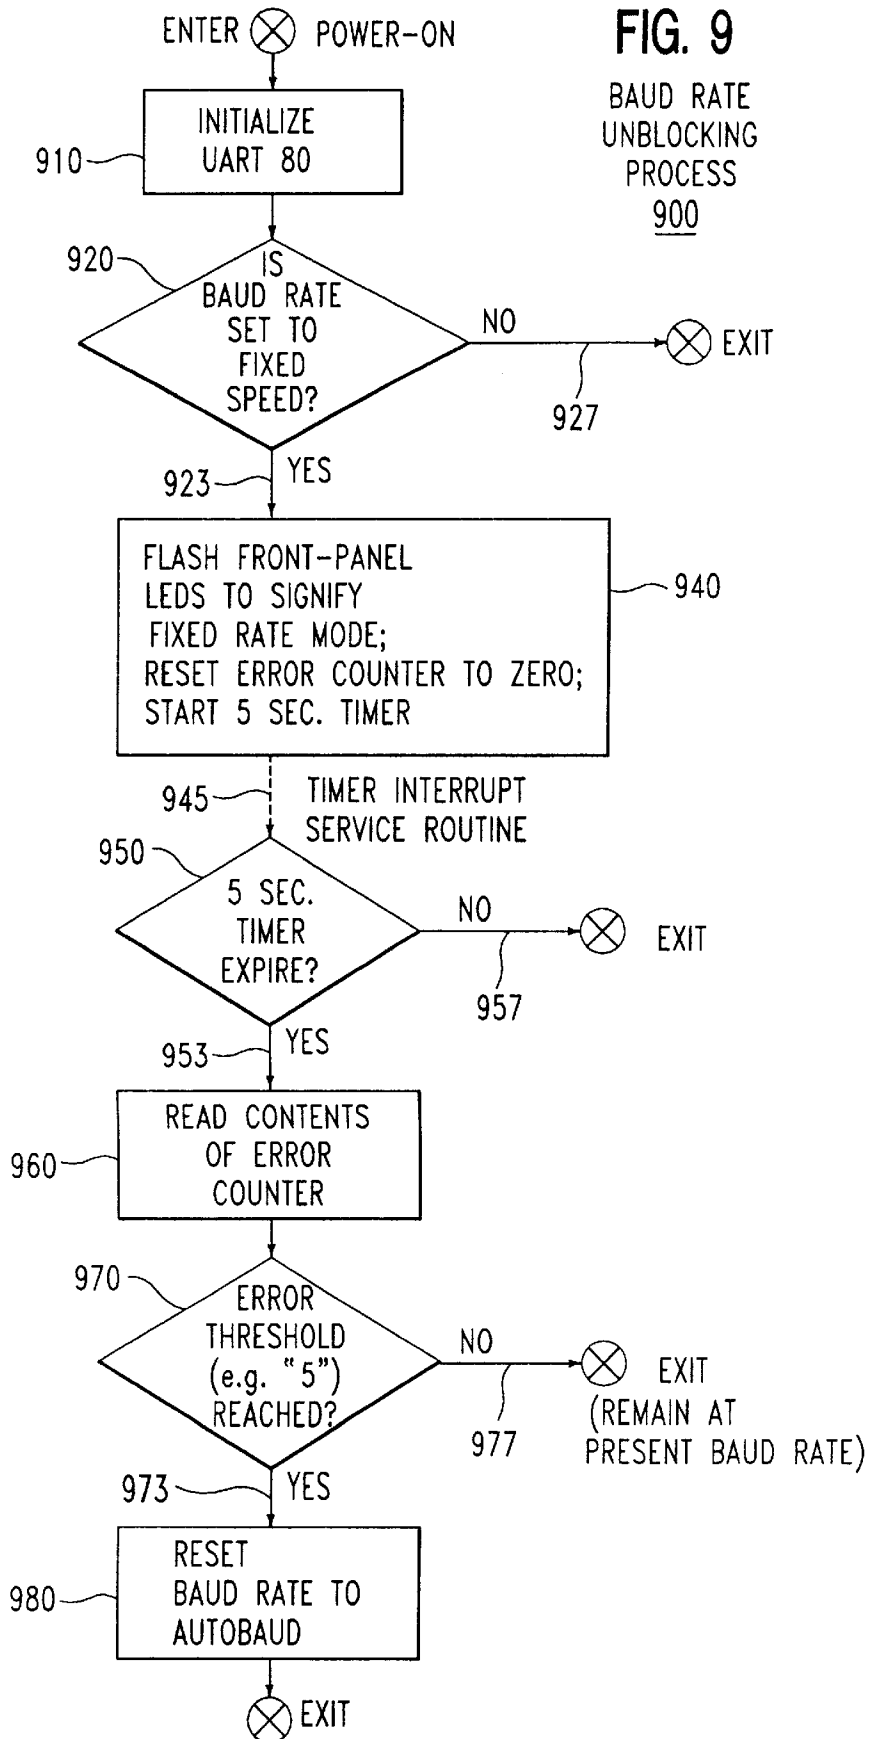 ENTER POWER-ON
FIG. 9
BAUD RATE
UNBLOCKING
PROCESS
900
INITIALIZE
UART 80
910
920
IS
BAUD RATE
SET TO
FIXED
SPEED?
NO
EXIT
927
YES
923
FLASH FRONT-PANEL
LEDS TO SIGNIFY
FIXED RATE MODE;
RESET ERROR COUNTER TO ZERO;
START 5 SEC. TIMER
940
945
TIMER INTERRUPT
SERVICE ROUTINE
950
5 SEC.
TIMER
EXPIRE?
NO
EXIT
957
YES
953
READ CONTENTS
OF ERROR
COUNTER
960
970
ERROR
THRESHOLD
(e.g. "5")
REACHED?
NO
EXIT
(REMAIN AT
PRESENT BAUD RATE)
977
YES
973
RESET
BAUD RATE TO
AUTOBAUD
980
EXIT